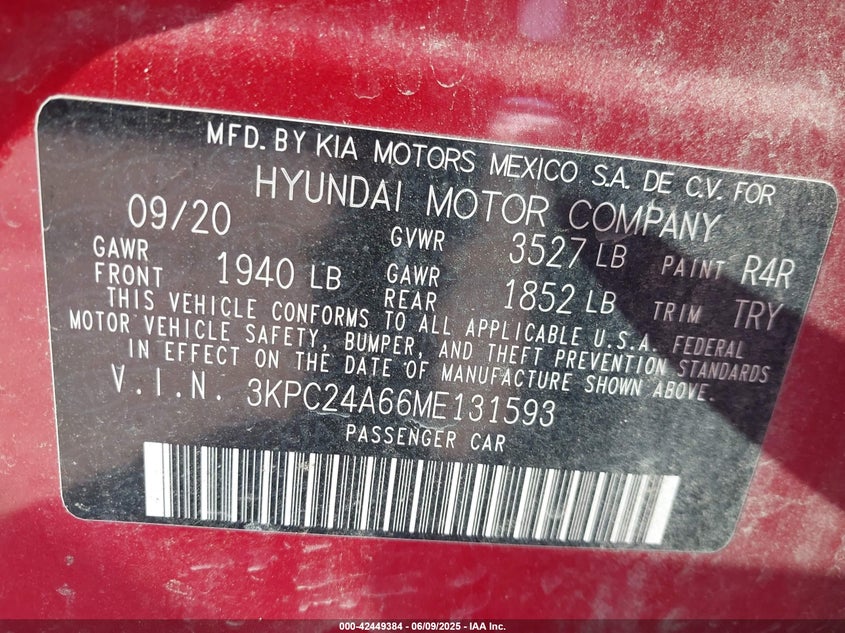 MFD. BY KIA MOTORS MEXICO S.A. DE C.V. FOR
HYUNDAI MOTOR COMPANY
09/20 GVWR 3527 LB PAINT R4R
GAWR FRONT 1940 LB GAWR REAR 1852 LB TRIM TRY
THIS VEHICLE CONFORMS TO ALL APPLICABLE U.S.A. FEDERAL
MOTOR VEHICLE SAFETY, BUMPER, AND THEFT PREVENTION STANDARDS
IN EFFECT ON THE DATE OF MANUFACTURE SHOWN ABOVE.
V.I.N. 3KPC24A66ME131593
PASSENGER CAR
000-42449384 - 06/09/2025 - IAA Inc.